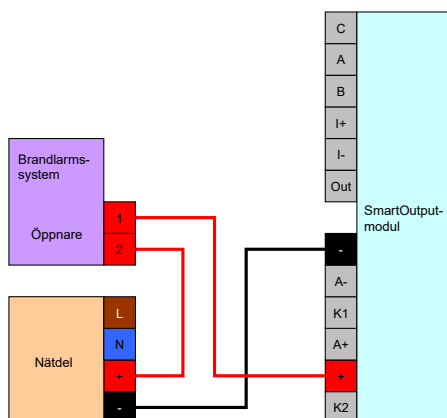 C
A
B
I+
I-
Out
SmartOutput-
modul
-
A-
K1
A+
+
K2
Brandlarms-
system
Öppnare
1
2
Nätdel
L
N
+
-